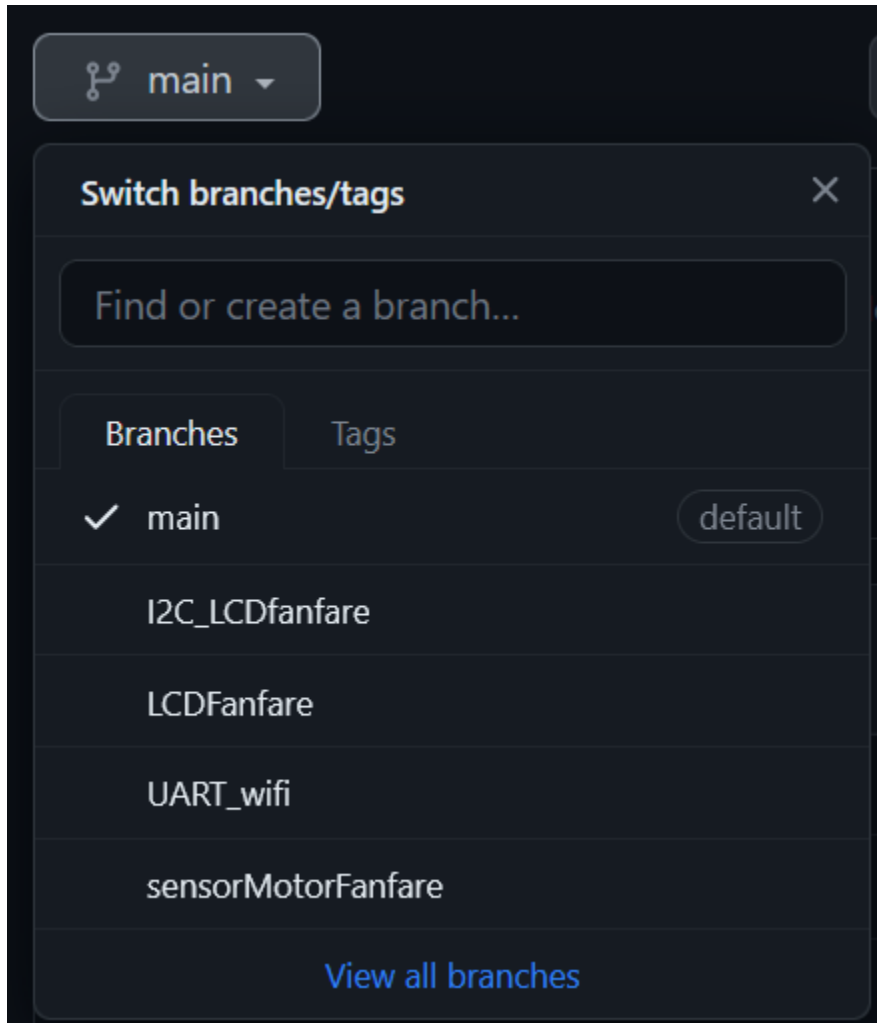 main
Switch branches/tags
Find or create a branch...
Branches Tags
main default
I2C_LCDfanfare
LCDFanfare
UART_wifi
sensorMotorFanfare
View all branches